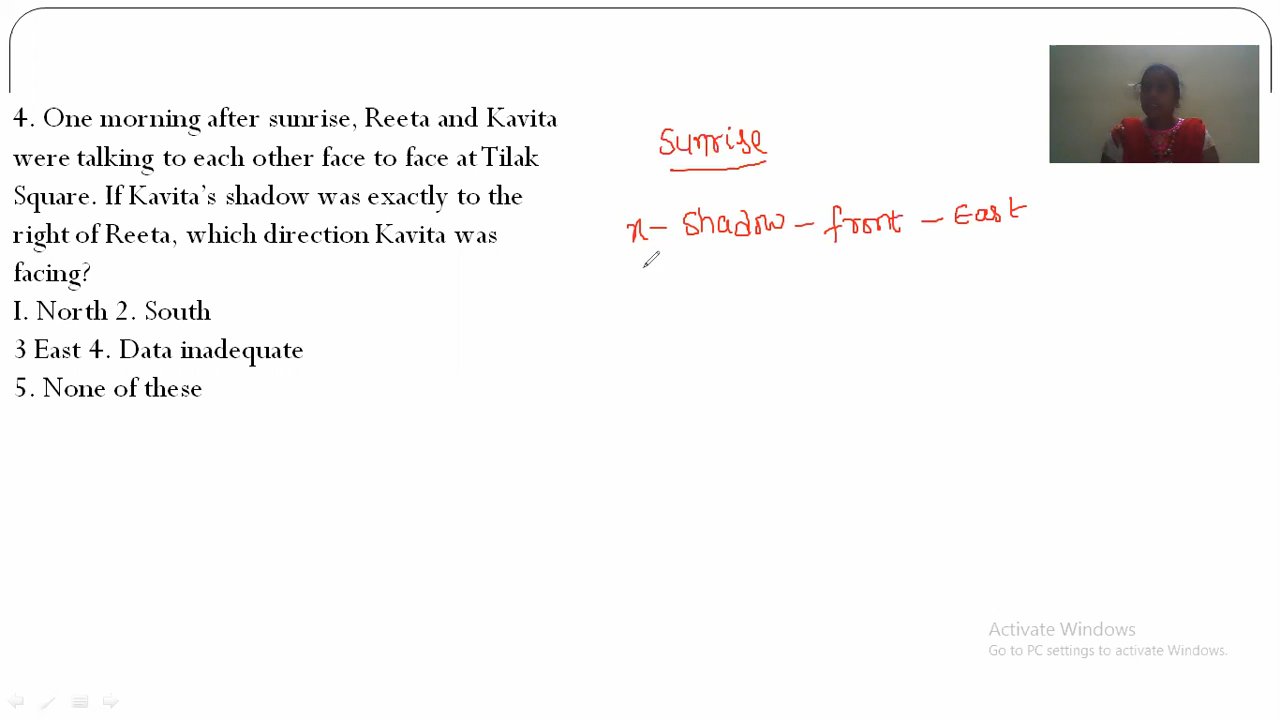 4. One morning after sunrise, Reeta and Kavita
were talking to each other face to face at Tilak
Square. If Kavita's shadow was exactly to the
right of Reeta, which direction Kavita was
facing?
I. North 2. South
3 East 4. Data inadequate
5. None of these
Sunrise
x - Shadow - front - East
Activate Windows
Go to PC settings to activate Windows.